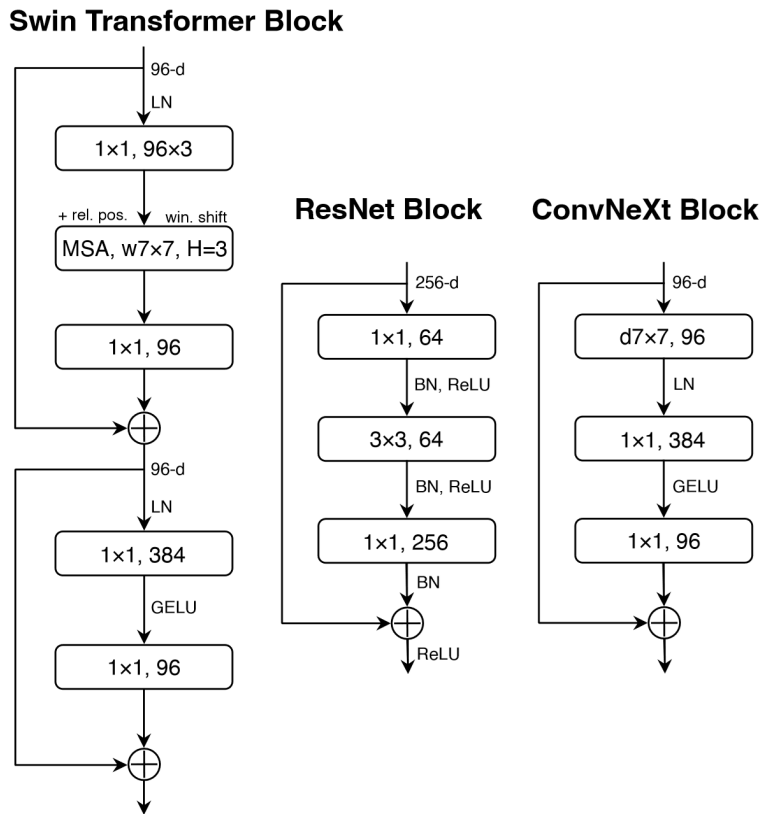 Swin Transformer Block
96-d
LN
1×1, 96×3
+ rel. pos.
win. shift
MSA, w7×7, H=3
1×1, 96
96-d
LN
1×1, 384
GELU
1×1, 96
ResNet Block
256-d
1×1, 64
BN, ReLU
3×3, 64
BN, ReLU
1×1, 256
BN
ReLU
ConvNeXt Block
96-d
d7×7, 96
LN
1×1, 384
GELU
1×1, 96